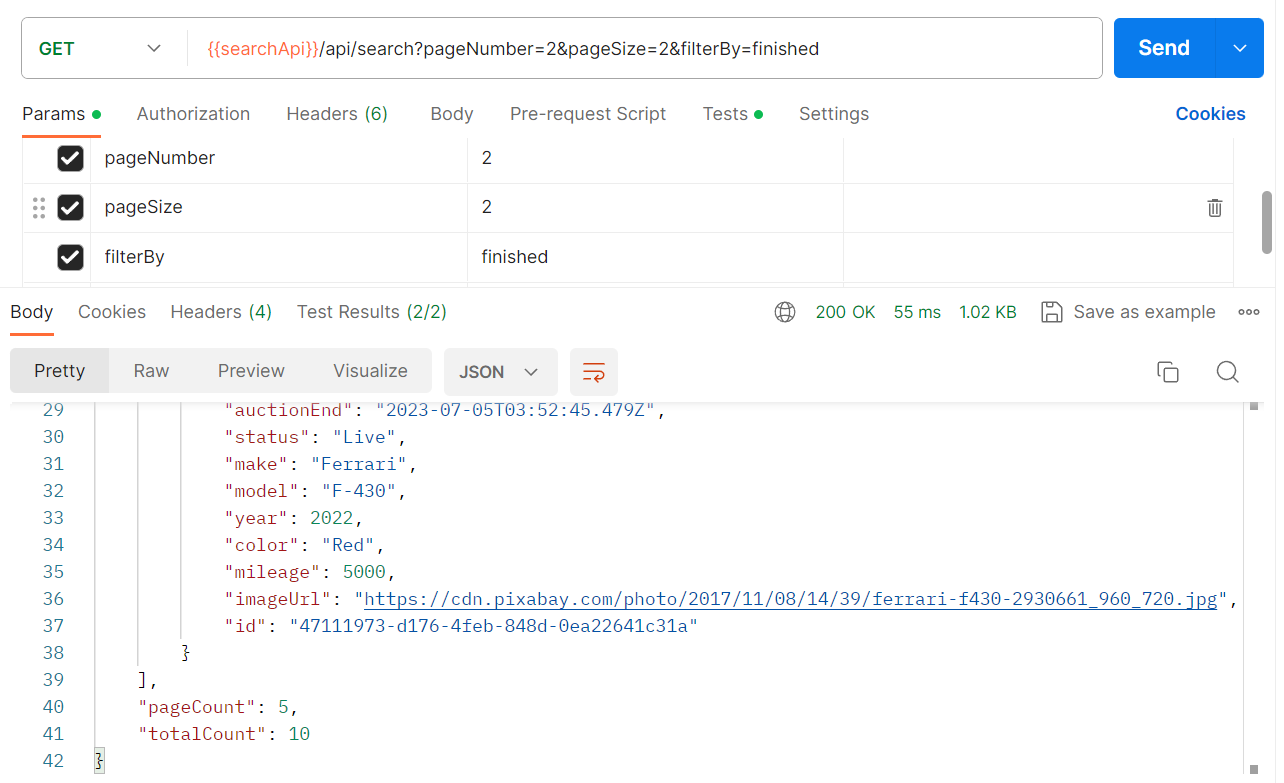 GET {{searchApi}}/api/search?pageNumber=2&pageSize=2&filterBy=finished Send
Params Authorization Headers (6) Body Pre-request Script Tests Settings Cookies
pageNumber 2
pageSize 2
filterBy finished
Body Cookies Headers (4) Test Results (2/2) 200 OK 55 ms 1.02 KB Save as example
Pretty Raw Preview Visualize JSON
29 "auctionEnd": "2023-07-05T03:52:45.479Z",
30 "status": "Live",
31 "make": "Ferrari",
32 "model": "F-430",
33 "year": 2022,
34 "color": "Red",
35 "mileage": 5000,
36 "imageUrl": "https://cdn.pixabay.com/photo/2017/11/08/14/39/ferrari-f430-2930661_960_720.jpg",
37 "id": "47111973-d176-4feb-848d-0ea22641c31a"
38 }
39 ],
40 "pageCount": 5,
41 "totalCount": 10
42 }